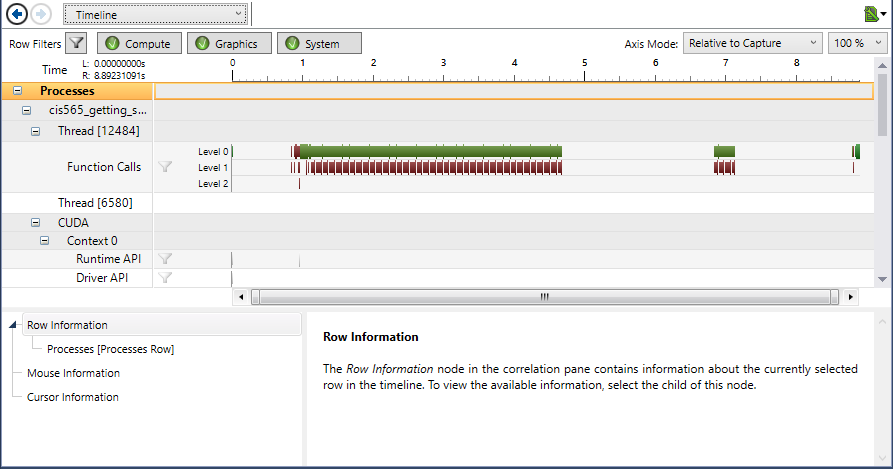 Timeline
Row Filters Compute Graphics System Axis Mode: Relative to Capture 100 %
Time L: 0.00000000s
R: 8.89231091s
0 1 2 3 4 5 6 7 8
Processes
cis565_getting_s...
Thread [12484]
Function Calls
Level 0
Level 1
Level 2
Thread [6580]
CUDA
Context 0
Runtime API
Driver API
Row Information
Processes [Processes Row]
Mouse Information
Cursor Information
Row Information
The Row Information node in the correlation pane contains information about the currently selected
row in the timeline. To view the available information, select the child of this node.